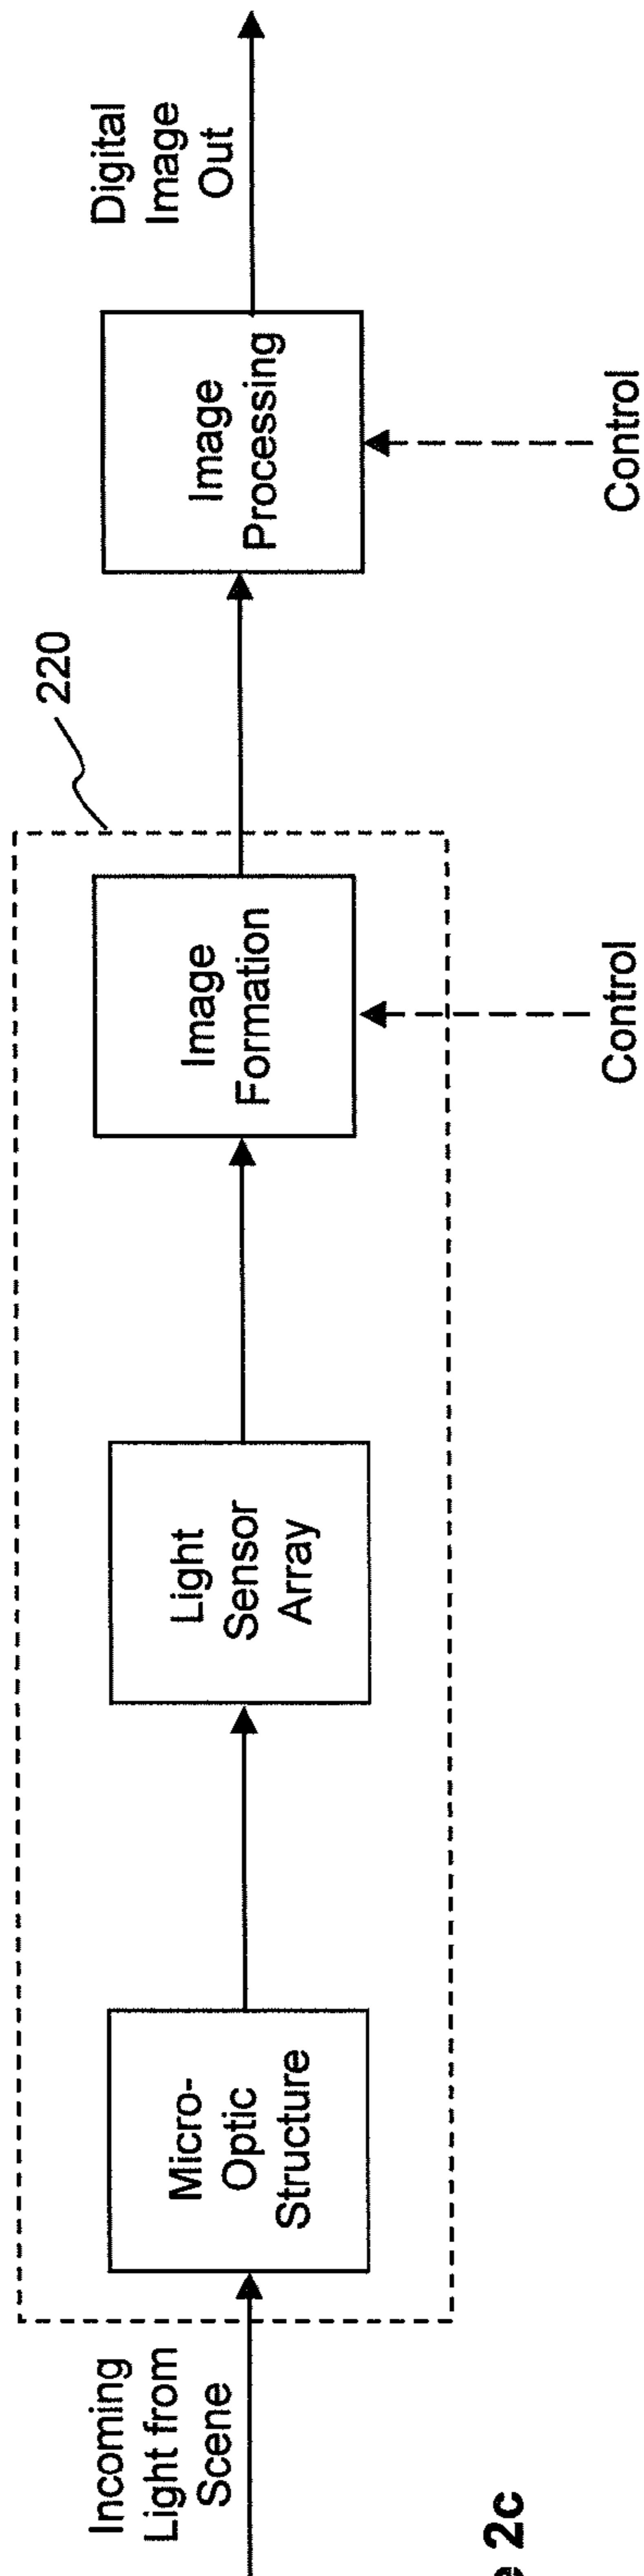 Incoming
Light from
Scene
Micro-
Optic
Structure
Light
Sensor
Array
Image
Formation
Control
220
Image
Processing
Control
Digital
Image
Out
2c